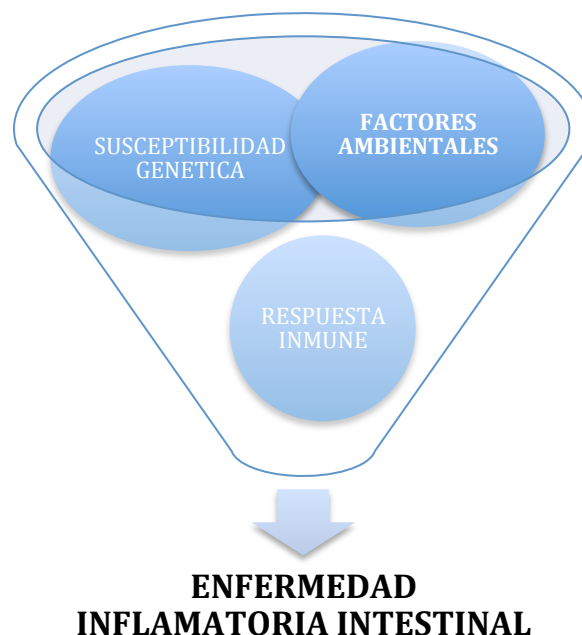 SUSCEPTIBILIDAD
GENETICA
FACTORES
AMBIENTALES
RESPUESTA
INMUNE
ENFERMEDAD
INFLAMATORIA INTESTINAL